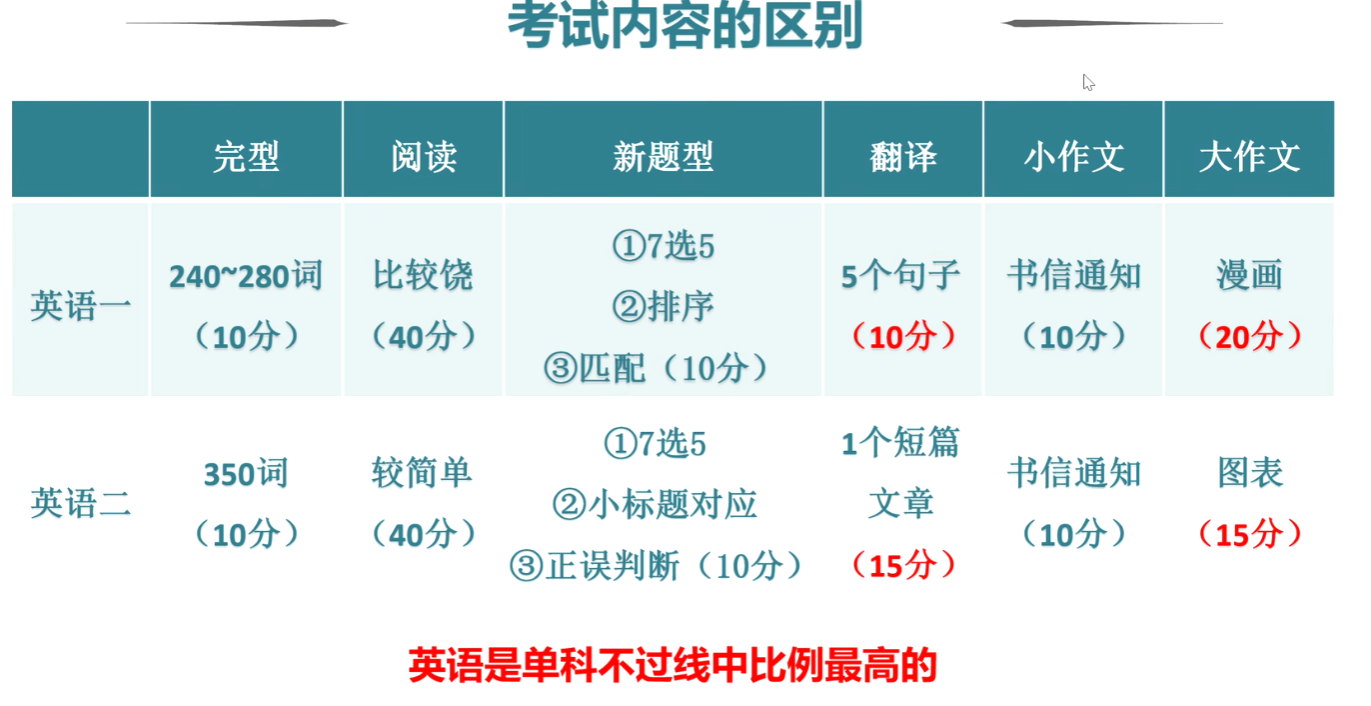 考试内容的区别
完型 阅读 新题型 翻译 小作文 大作文
英语一
240~280词
（10分）
比较饶
（40分）
①7选5
②排序
③匹配（10分）
5个句子
（10分）
书信通知
（10分）
漫画
（20分）
英语二
350词
（10分）
较简单
（40分）
①7选5
②小标题对应
③正误判断（10分）
1个短篇
文章
（15分）
书信通知
（10分）
图表
（15分）
英语是单科不过线中比例最高的